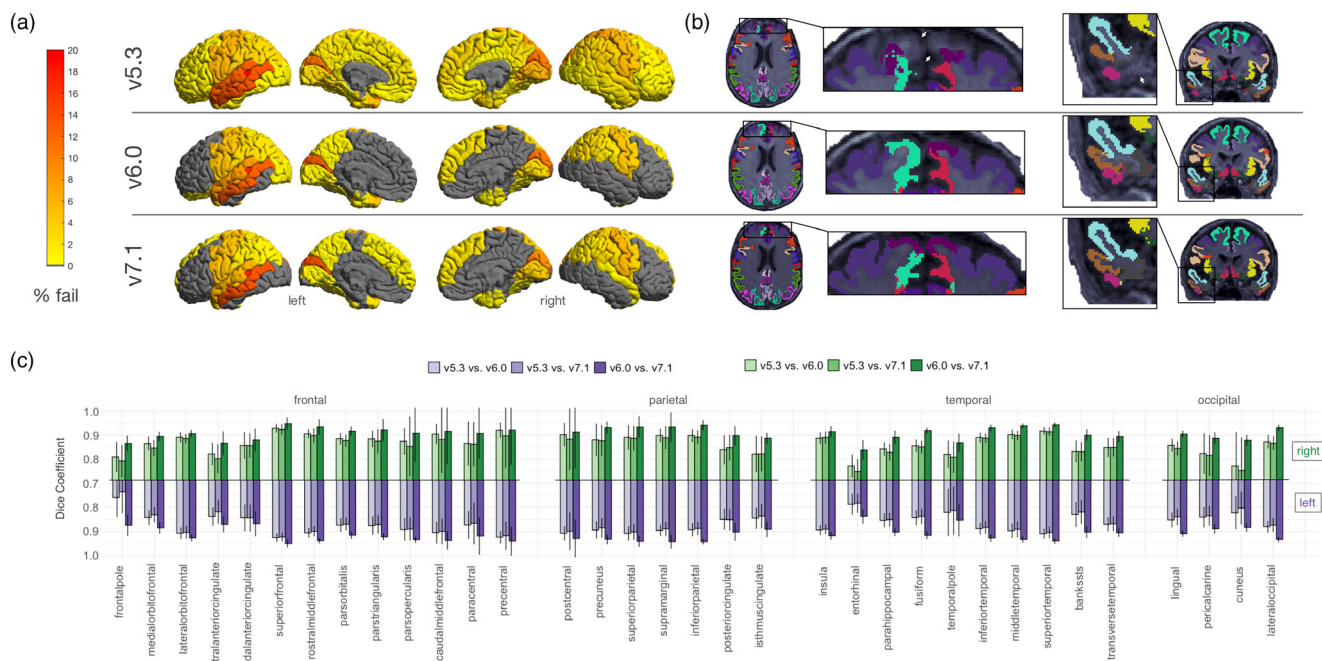 (a)
(b)
20
18
16
14
12
10
8
6
4
2
0
% fail
v5.3
v6.0
v7.1
left
right
(c)
v5.3 vs. v6.0
v5.3 vs. v7.1
v6.0 vs. v7.1
v5.3 vs. v6.0
v5.3 vs. v7.1
v6.0 vs. v7.1
frontal
parietal
temporal
occipital
Dice Coefficient
1.0
0.9
0.8
0.7
0.9
0.9
1.0
right
left
frontalpole
medialorbitofrontal
lateralorbitofrontal
tralanteriorcingulate
dalanteriorcingulate
superiorfrontal
rostralmiddlefrontal
parsorbitalis
parstriangularis
parsopercularis
caudalmiddlefrontal
paracentral
precentral
postcentral
precuneus
superiorparietal
supramarginal
inferiorparietal
posteriorcingulate
isthmuscingulate
insula
entorhinal
parahippocampal
fusiform
temporalpole
inferiortemporal
middletemporal
superiortemporal
bankssts
transversetemporal
lingual
pericalcarine
cuneus
lateraloccipital